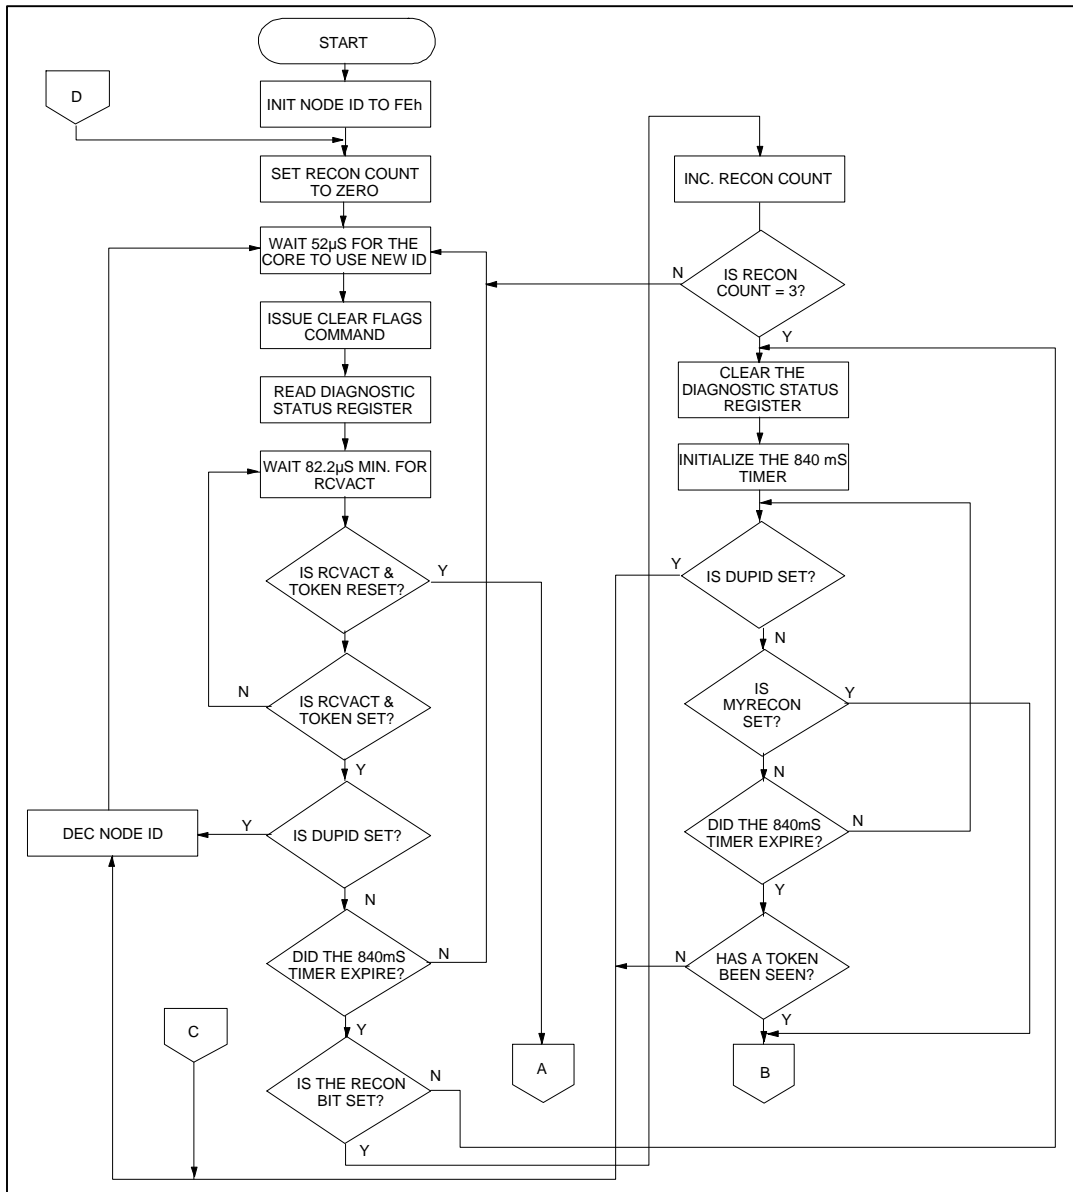 START
D
INIT NODE ID TO FEh
SET RECON COUNT
TO ZERO
WAIT 52µS FOR THE
CORE TO USE NEW ID
ISSUE CLEAR FLAGS
COMMAND
READ DIAGNOSTIC
STATUS REGISTER
WAIT 82.2µS MIN. FOR
RCVACT
IS RCVACT &
TOKEN RESET?
Y
N
IS RCVACT &
TOKEN SET?
Y
DEC NODE ID
Y
IS DUPID SET?
N
DID THE 840mS
TIMER EXPIRE?
N
Y
C
IS THE RECON
BIT SET?
N
Y
A
INC. RECON COUNT
N
IS RECON
COUNT = 3?
Y
CLEAR THE
DIAGNOSTIC STATUS
REGISTER
INITIALIZE THE 840 mS
TIMER
Y
IS DUPID SET?
N
IS
MYRECON
SET?
Y
N
DID THE 840mS
TIMER EXPIRE?
N
Y
N
HAS A TOKEN
BEEN SEEN?
Y
B